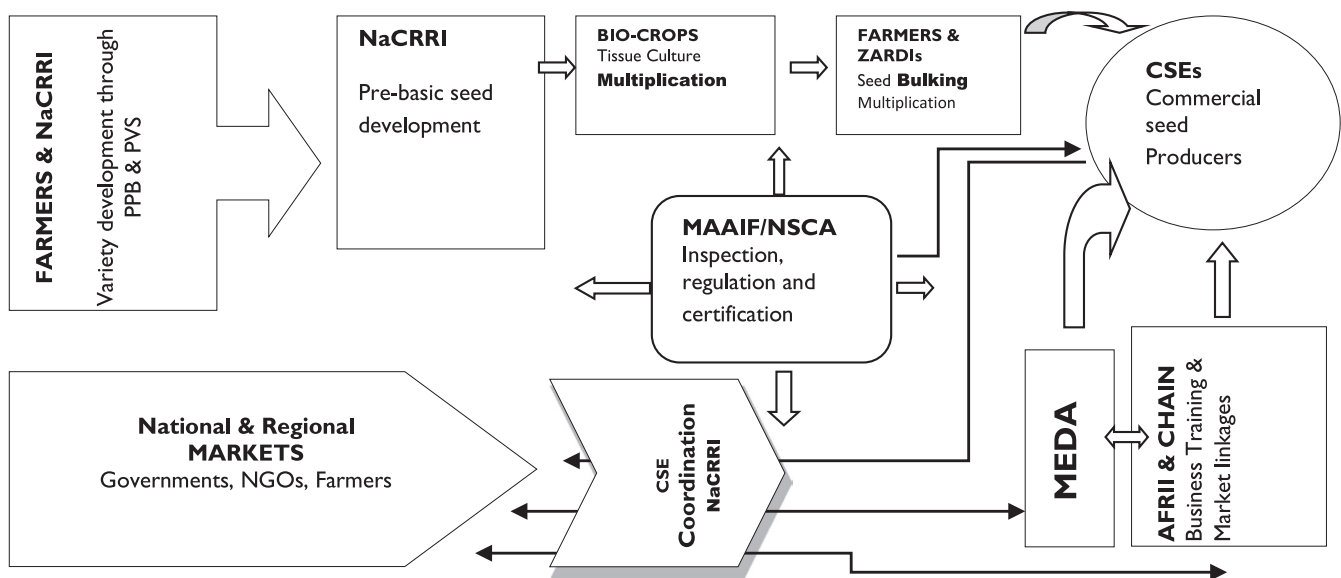 FARMERS & NaCRRI
Variety development through
PPB & PVS
NaCRRI
Pre-basic seed
development
BIO-CROPS
Tissue Culture
Multiplication
FARMERS &
ZARDIs
Seed Bulking
Multiplication
CSEs
Commercial
seed
Producers
MAAIF/NSCA
Inspection,
regulation and
certification
National & Regional
MARKETS
Governments, NGOs, Farmers
CSE
Coordination
NaCRRI
MEDA
AFRII & CHAIN
Business Training &
Market linkages